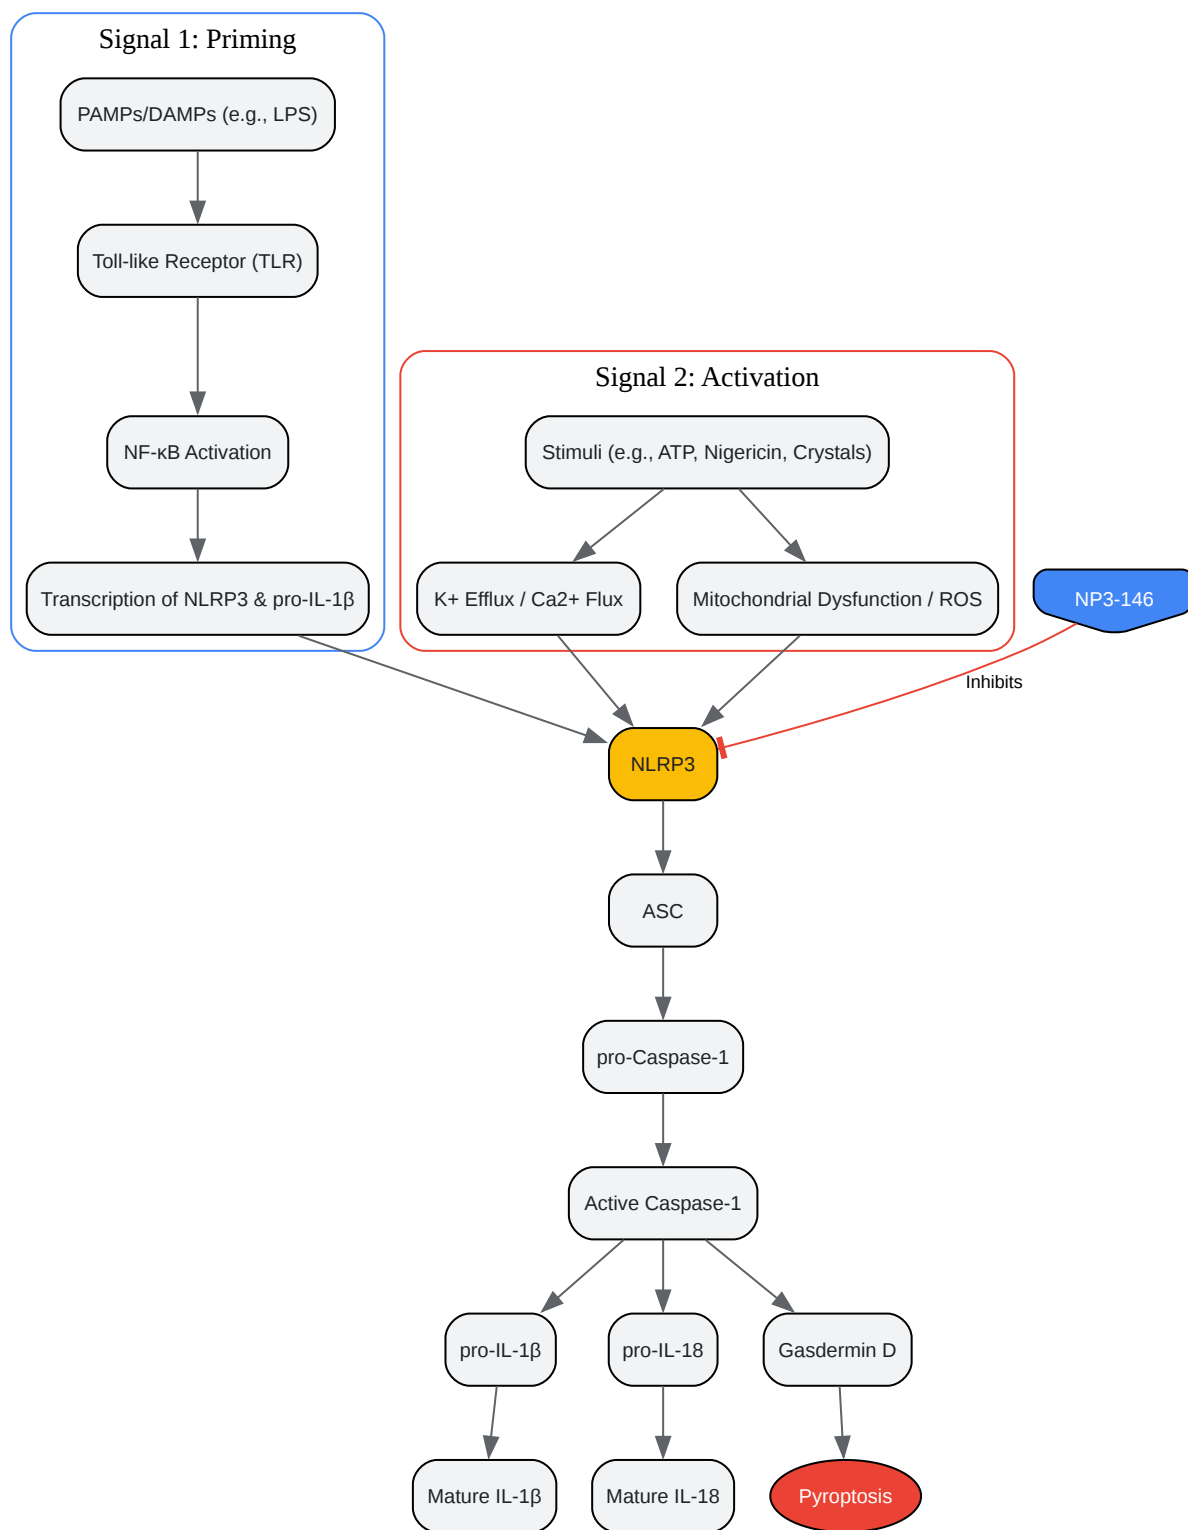 Signal 1: Priming
PAMPs/DAMPs (e.g., LPS)
Toll-like Receptor (TLR)
NF-κB Activation
Transcription of NLRP3 & pro-IL-1β
Signal 2: Activation
Stimuli (e.g., ATP, Nigericin, Crystals)
K+ Efflux / Ca2+ Flux
Mitochondrial Dysfunction / ROS
NP3-146
Inhibits
NLRP3
ASC
pro-Caspase-1
Active Caspase-1
pro-IL-1β
pro-IL-18
Gasdermin D
Mature IL-1β
Mature IL-18
Pyroptosis